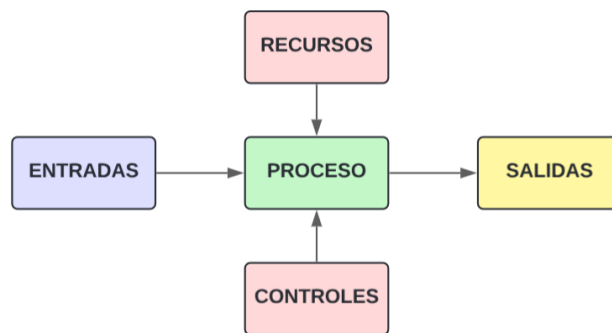 RECURSOS
ENTRADAS
PROCESO
SALIDAS
CONTROLES